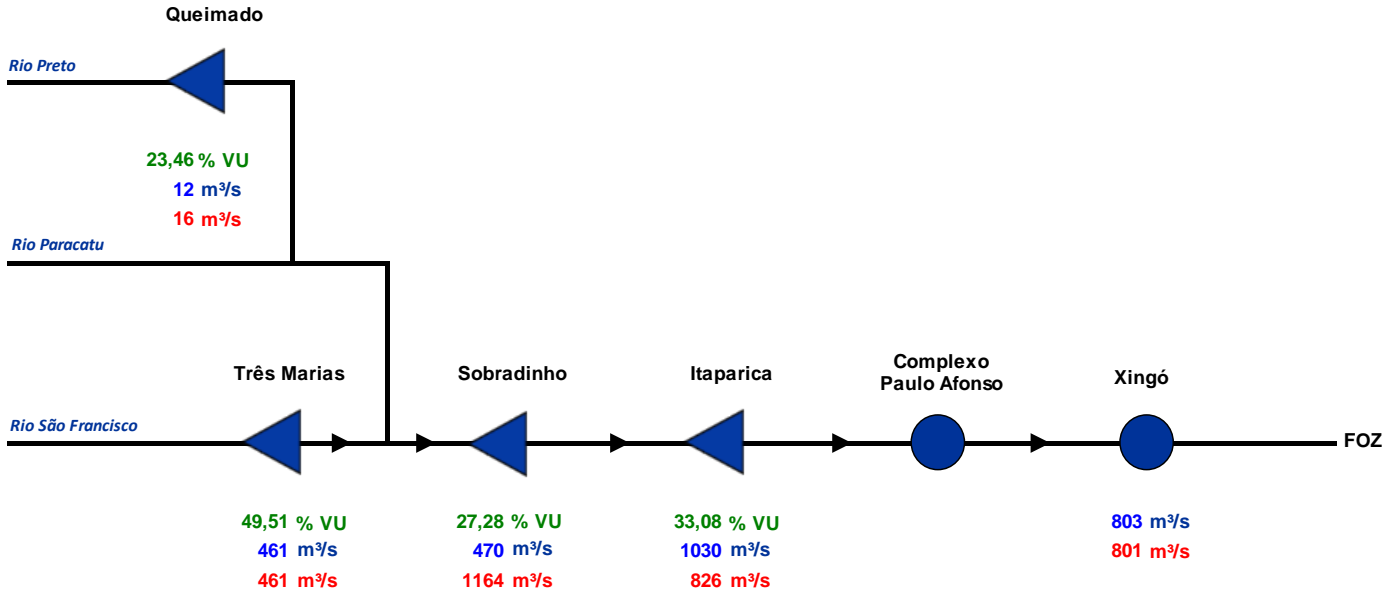 Queimado
Rio Preto
23,46 % VU
12 m³/s
16 m³/s
Rio Paracatu
Três Marias
Sobradinho
Itaparica
Complexo
Paulo Afonso
Xingó
Rio São Francisco
FOZ
49,51 % VU
461 m³/s
461 m³/s
27,28 % VU
470 m³/s
1164 m³/s
33,08 % VU
1030 m³/s
826 m³/s
803 m³/s
801 m³/s